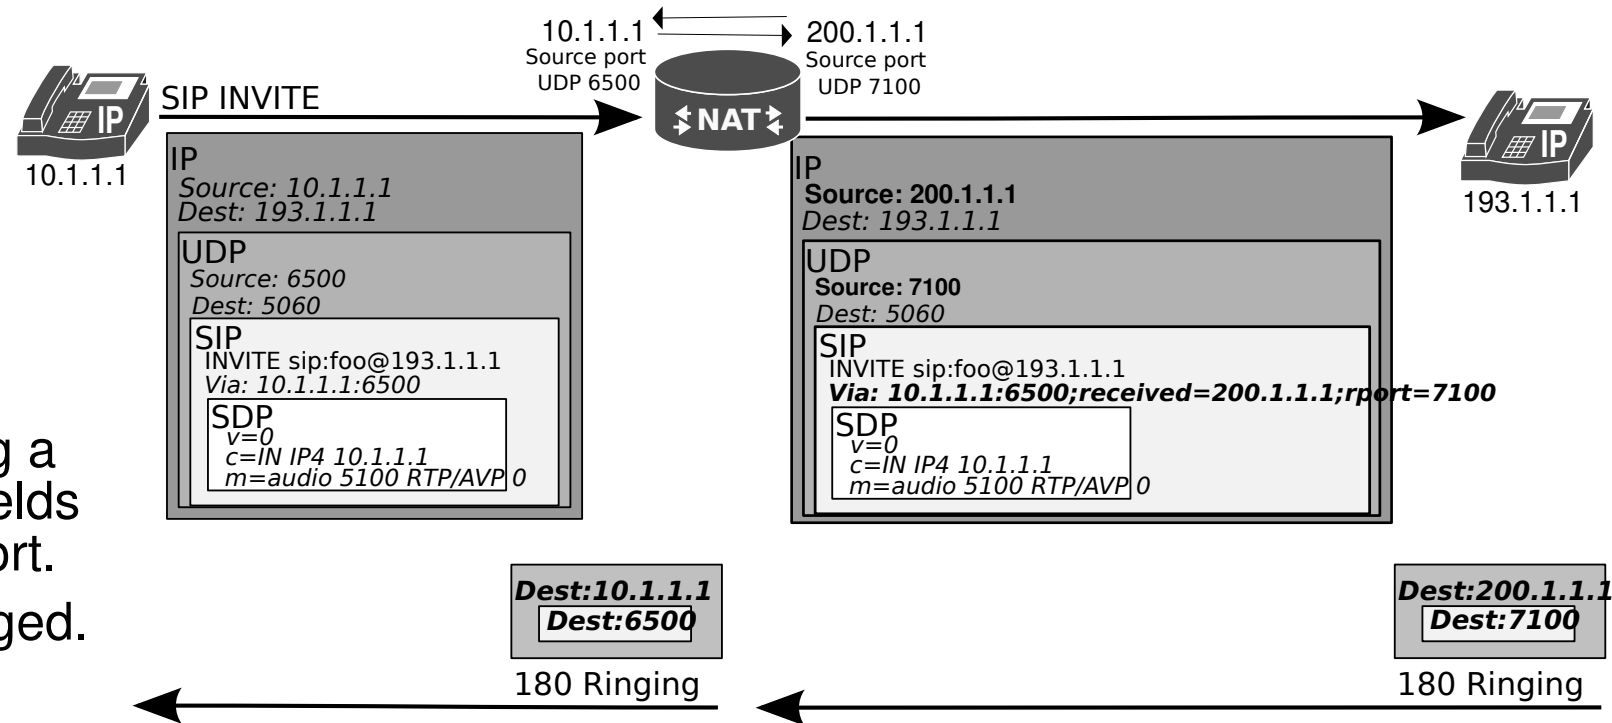 10.1.1.1
Source port
UDP 6500
200.1.1.1
Source port
UDP 7100
IP
10.1.1.1
SIP INVITE
NAT
IP
193.1.1.1
IP
Source: 10.1.1.1
Dest: 193.1.1.1
UDP
Source: 6500
Dest: 5060
SIP
INVITE sip:foo@193.1.1.1
Via: 10.1.1.1:6500
SDP
v=0
c=IN IP4 10.1.1.1
m=audio 5100 RTP/AVP 0
IP
Source: 200.1.1.1
Dest: 193.1.1.1
UDP
Source: 7100
Dest: 5060
SIP
INVITE sip:foo@193.1.1.1
Via: 10.1.1.1:6500;received=200.1.1.1;rport=7100
SDP
v=0
c=IN IP4 10.1.1.1
m=audio 5100 RTP/AVP 0
g a
elds
ort.
ged.
Dest:10.1.1.1
Dest:6500
180 Ringing
Dest:200.1.1.1
Dest:7100
180 Ringing